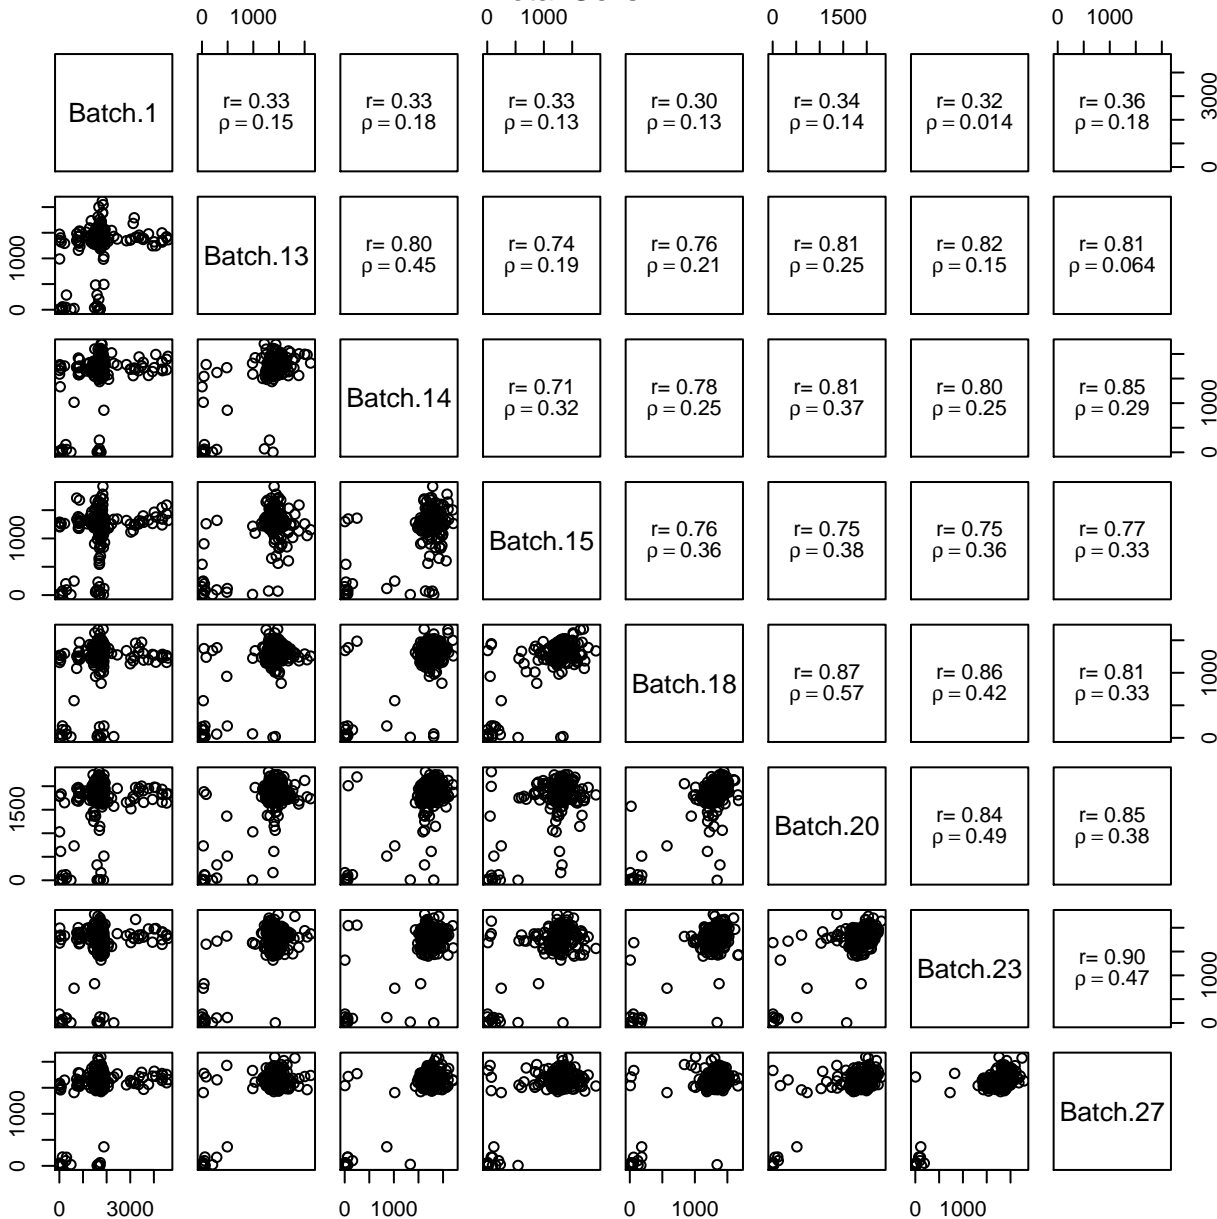 0 1000 0 1000 0 1500 0 1000
Batch.1 r= 0.33 r= 0.33 r= 0.33 r= 0.30 r= 0.34 r= 0.32 r= 0.36
ρ = 0.15 ρ = 0.18 ρ = 0.13 ρ = 0.13 ρ = 0.14 ρ = 0.014 ρ = 0.18
0 3000
Batch.13 r= 0.80 r= 0.74 r= 0.76 r= 0.81 r= 0.82 r= 0.81
ρ = 0.45 ρ = 0.19 ρ = 0.21 ρ = 0.25 ρ = 0.15 ρ = 0.064
0 1000
Batch.14 r= 0.71 r= 0.78 r= 0.81 r= 0.80 r= 0.85
ρ = 0.32 ρ = 0.25 ρ = 0.37 ρ = 0.25 ρ = 0.29
0 1000
Batch.15 r= 0.76 r= 0.75 r= 0.75 r= 0.77
ρ = 0.36 ρ = 0.38 ρ = 0.36 ρ = 0.33
0 1000
Batch.18 r= 0.87 r= 0.86 r= 0.81
ρ = 0.57 ρ = 0.42 ρ = 0.33
0 1000
Batch.20 r= 0.84 r= 0.85
ρ = 0.49 ρ = 0.38
0 1500
Batch.23 r= 0.90
ρ = 0.47
0 1000
Batch.27
0 1000
0 3000 0 1000 0 1000 0 1000